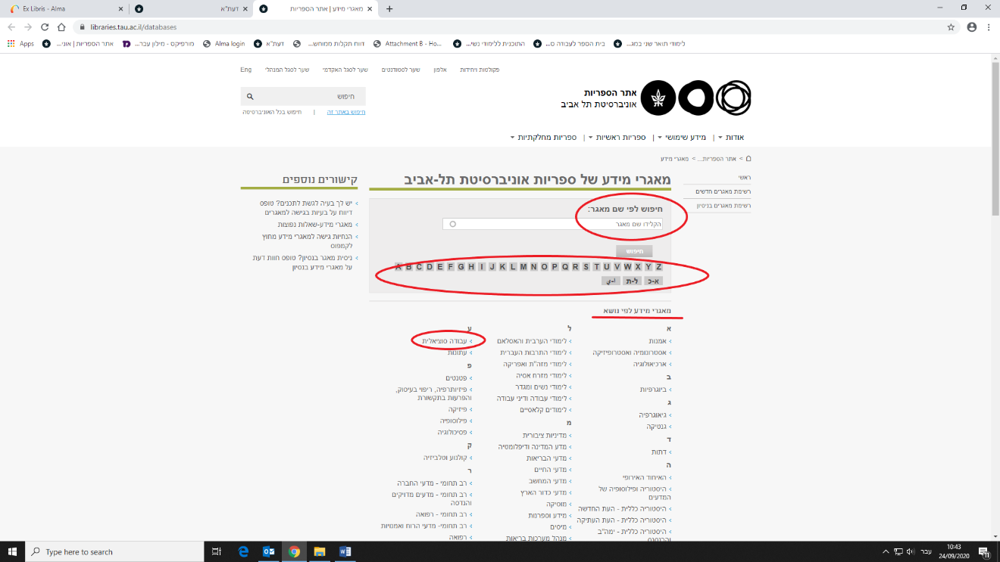 Ex Libris - Alma
דעת"א
מאגרי מידע | אתר הספריות
libraries.tau.ac.il/databases
Apps
אתר הספריות | אוני...
מורפיקס - מילון עבר...
Alma login
דעת"א
דווח תקלות ממוחש...
Attachment B - Ho...
התוכנית ללימודי נשי...
בית הספר לעבודה ס...
לימודי תואר שני במג...
פקולטות ויחידות
אלפון
שער לסטודנטים
שער לסגל האקדמי
שער לסגל המנהלי
Eng
אתר הספריות
אוניברסיטת תל אביב
חיפוש
חיפוש באתר זה | חיפוש בכל האוניברסיטה
אודות | מידע שימושי | ספריות ראשיות | ספריות מחלקתיות
< אתר הספריות... < מאגרי מידע
ראשי
רשימת מאגרים חדשים
רשימת מאגרים בניסיון
מאגרי מידע של ספריות אוניברסיטת תל-אביב
חיפוש לפי שם מאגר:
הקלידו שם מאגר
חיפוש
A B C D E F G H I J K L M N O P Q R S T U V W X Y Z
א-כ ל-ת ا-ي
מאגרי מידע לפי נושא
א
אמנות
אסטרונומיה ואסטרופיזיקה
ארכיאולוגיה
ב
ביוגרפיות
ג
גיאוגרפיה
גנטיקה
ד
דתות
ה
האיחוד האירופי
היסטוריה ופילוסופיה של
המדעים
היסטוריה כללית - העת החדשה
היסטוריה כללית - העת העתיקה
היסטוריה כללית - ימה"ב
והרנסנס
ל
לימודי הערבית והאסלאם
לימודי התרבות העברית
לימודי מזה"ת ואפריקה
לימודי מזרח אסיה
לימודי נשים ומגדר
לימודי עבודה ודיני עבודה
לימודים קלאסיים
מ
מדיניות ציבורית
מדע המדינה ודיפלומטיה
מדעי הבריאות
מדעי החיים
מדעי המחשב
מדעי כדור הארץ
מוסיקה
מידע וספרנות
מיסים
מנהל מערכות בריאות
ע
עבודה סוציאלית
עתונות
פ
פטנטים
פיזיותרפיה, ריפוי בעיסוק,
והפרעות בתקשורת
פיזיקה
פילוסופיה
פסיכולוגיה
ק
קולנוע וטלביזיה
ר
רב תחומי - מדעי החברה
רב תחומי - מדעים מדויקים
והנדסה
רב תחומי - רפואה
רב תחומי- מדעי הרוח ואמנויות
רפואה
קישורים נוספים
יש לך בעיה לגשת לתכנים? טופס
דיווח על בעיות בגישה למאגרים
מאגרי מידע-שאלות נפוצות
הנחיות גישה למאגרי מידע מחוץ
לקמפוס
ניסית מאגר בנסיון? טופס חוות דעת
על מאגרי מידע בנסיון
Type here to search
עבר
10:43
24/09/2020
11